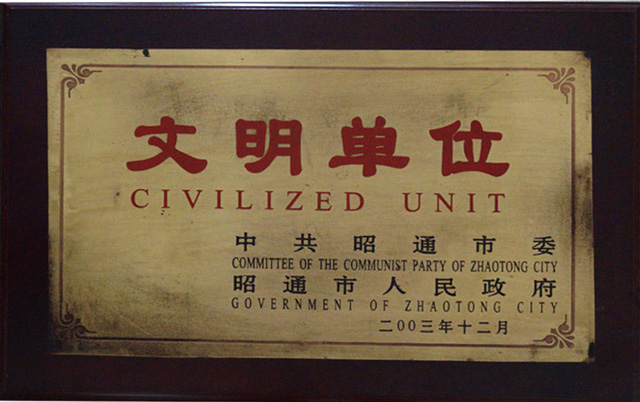 文明单位
CIVILIZED UNIT
中共昭通市委
COMMITTEE OF THE COMMUNIST PARTY OF ZHAOTONG CITY
昭通市人民政府
GOVERNMENT OF ZHAOTONG CITY
二00三年十二月